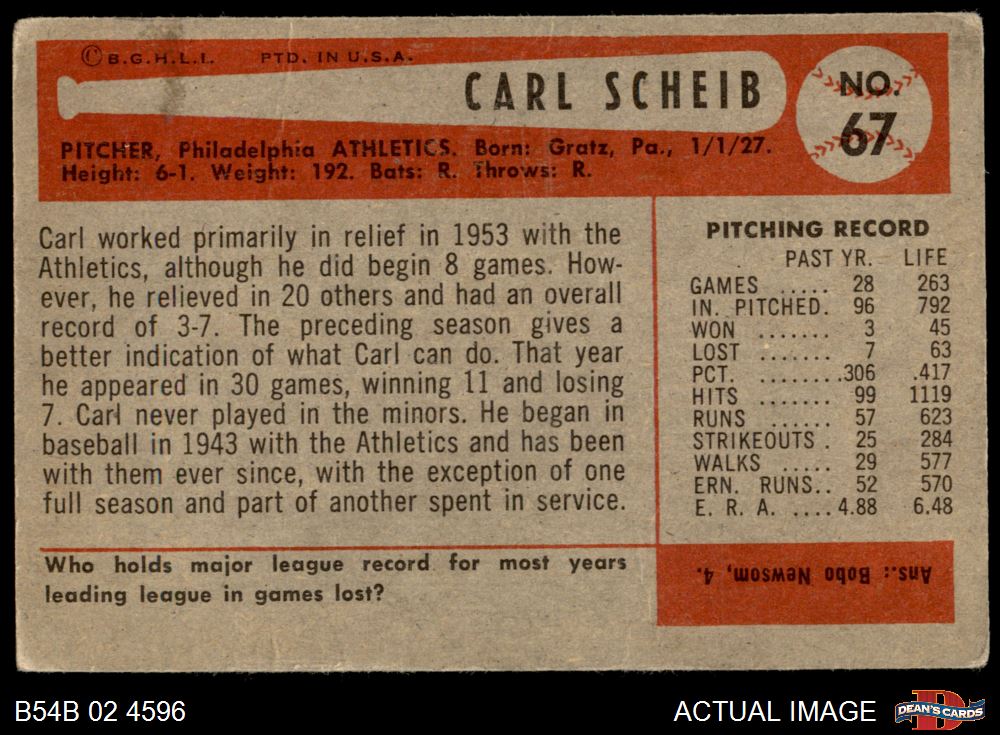 © B.G.H.L.I. PTD. IN U.S.A.
CARL SCHEIB
NO.
67
PITCHER, Philadelphia ATHLETICS. Born: Gratz, Pa., 1/1/27.
Height: 6-1. Weight: 192. Bats: R. Throws: R.
Carl worked primarily in relief in 1953 with the
Athletics, although he did begin 8 games. How-
ever, he relieved in 20 others and had an overall
record of 3-7. The preceding season gives a
better indication of what Carl can do. That year
he appeared in 30 games, winning 11 and losing
7. Carl never played in the minors. He began in
baseball in 1943 with the Athletics and has been
with them ever since, with the exception of one
full season and part of another spent in service.
PITCHING RECORD
PAST YR. LIFE
GAMES ..... 28 263
IN. PITCHED. 96 792
WON ....... 3 45
LOST ....... 7 63
PCT. ........ .306 .417
HITS ....... 99 1119
RUNS ...... 57 623
STRIKEOUTS . 25 284
WALKS ..... 29 577
ERN. RUNS.. 52 570
E. R. A. .... 4.88 6.48
Who holds major league record for most years
leading league in games lost?
Ans.: Bobo Newsom, 4.
B54B 02 4596
ACTUAL IMAGE
D
DEAN'S CARDS